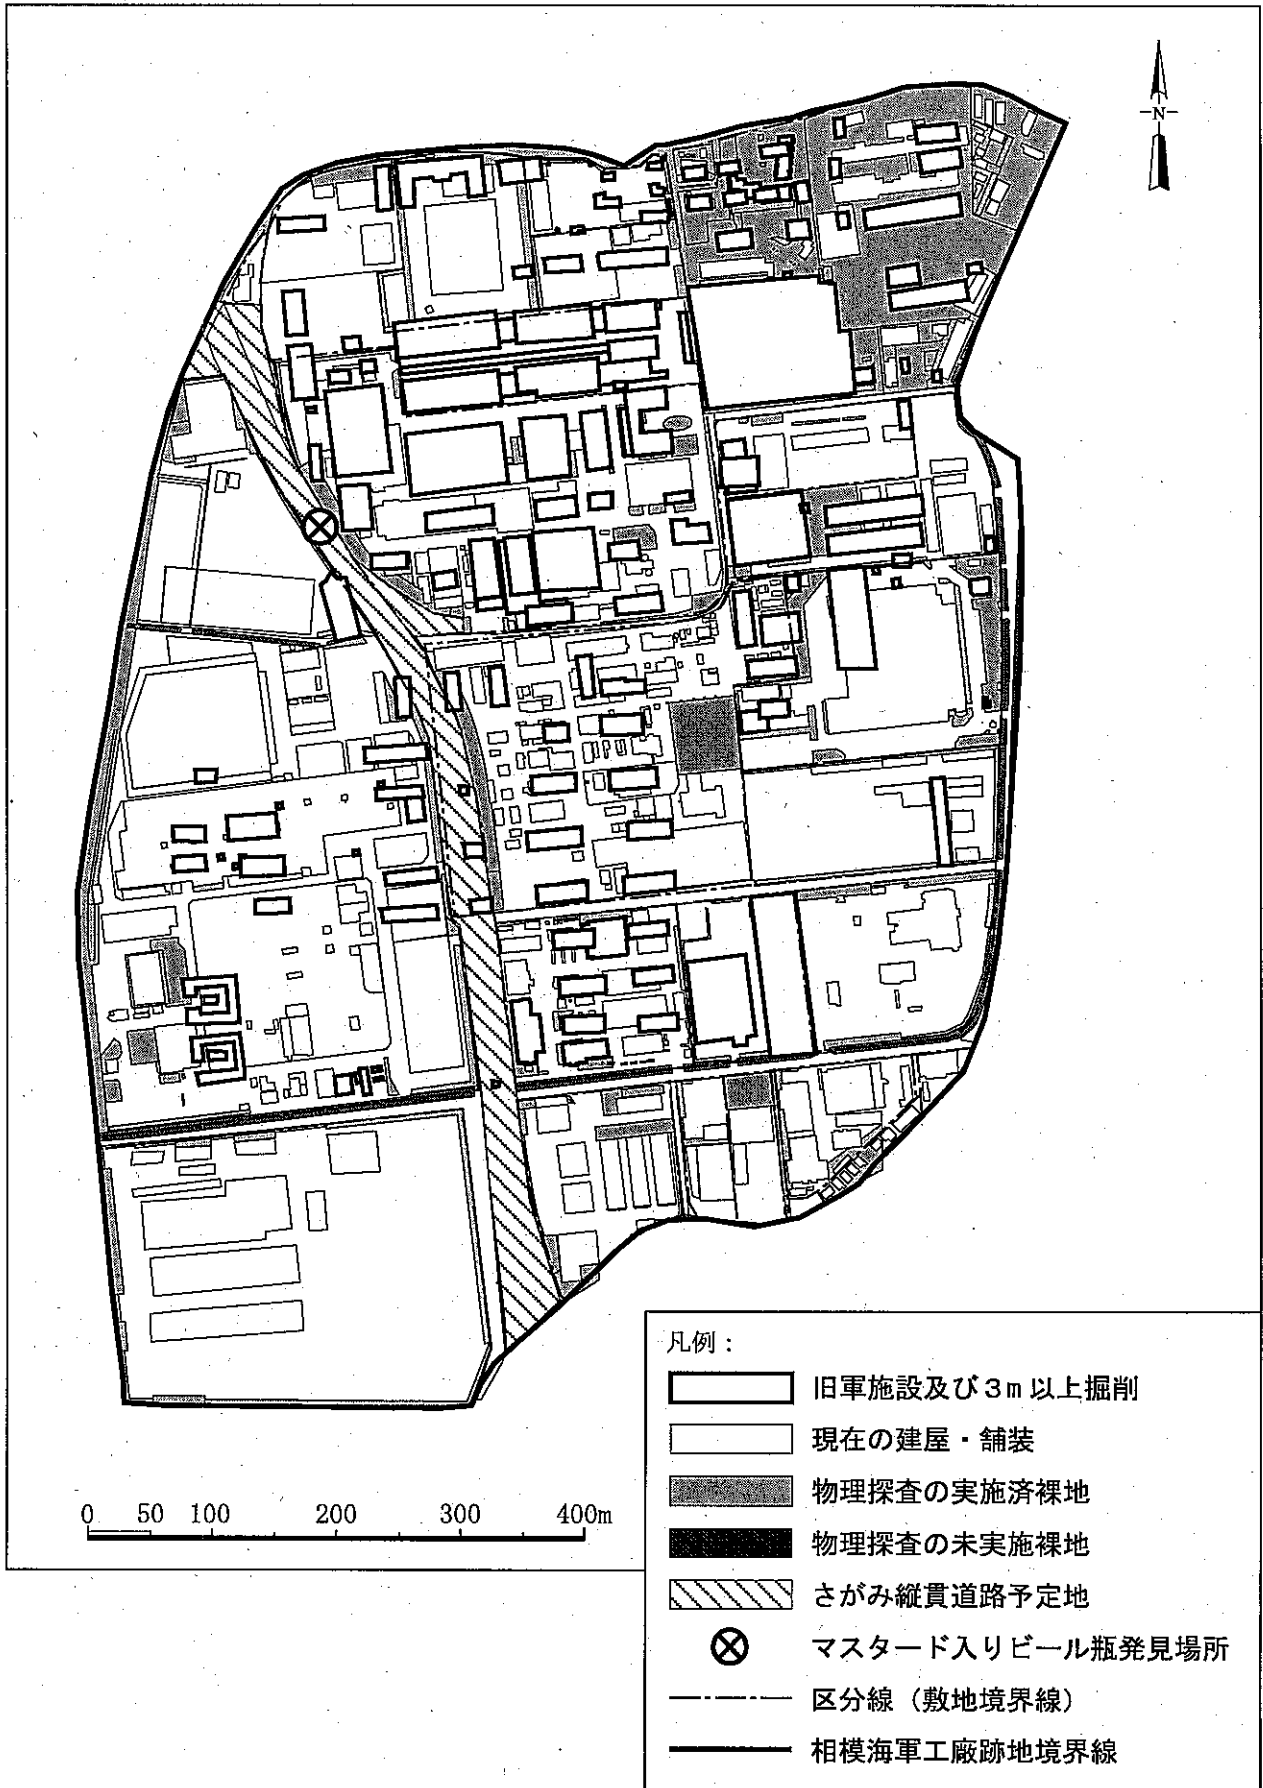 N
0 50 100 200 300 400m
凡例:
旧軍施設及び3m以上掘削
現在の建屋・舗装
物理探査の実施済裸地
物理探査の未実施裸地
さがみ縦貫道路予定地
マスタード入りビール瓶発見場所
区分線(敷地境界線)
相模海軍工廠跡地境界線